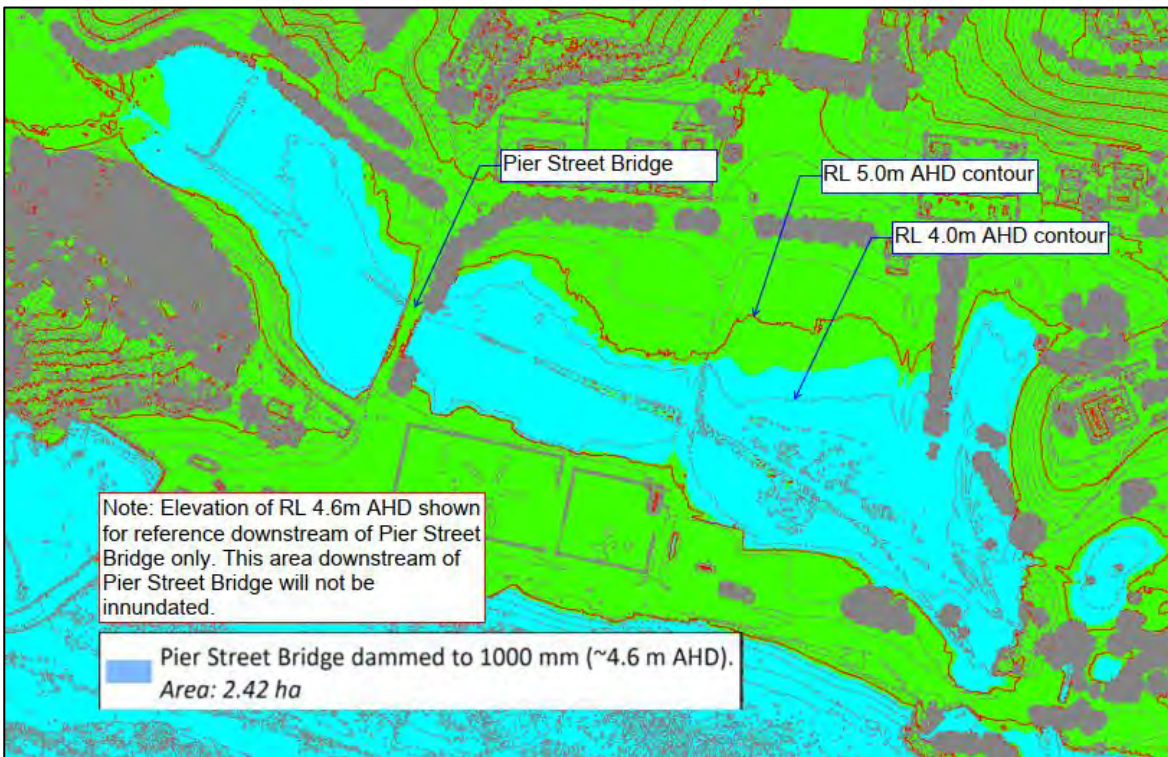 Pier Street Bridge
RL 5.0m AHD contour
RL 4.0m AHD contour
Note: Elevation of RL 4.6m AHD shown
for reference downstream of Pier Street
Bridge only. This area downstream of
Pier Street Bridge will not be
innundated.
Pier Street Bridge dammed to 1000 mm (~4.6 m AHD).
Area: 2.42 ha